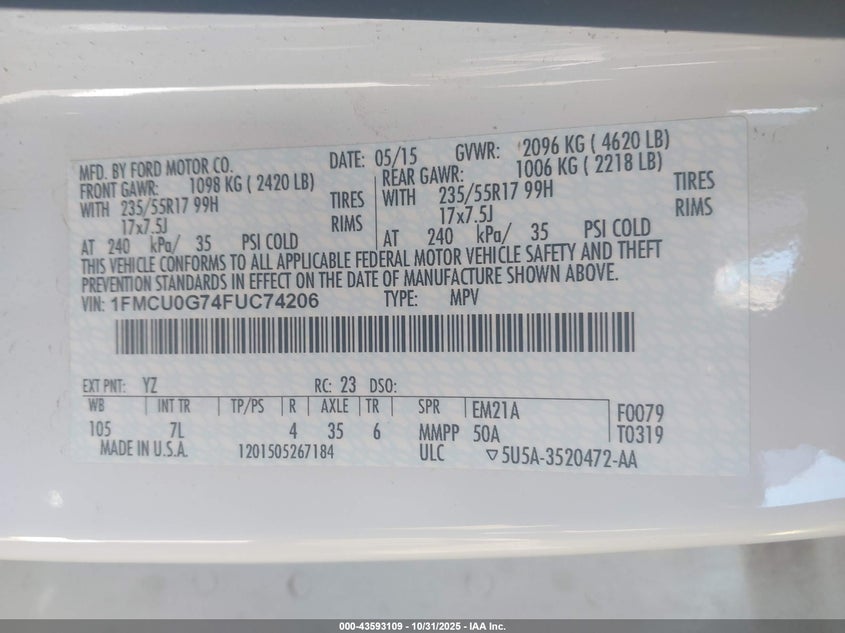 MFD. BY FORD MOTOR CO. DATE: 05/15 GVWR: 2096 KG ( 4620 LB)
FRONT GAWR: 1098 KG ( 2420 LB) REAR GAWR: 1006 KG ( 2218 LB)
WITH 235/55R17 99H TIRES WITH 235/55R17 99H TIRES
17x7.5J RIMS 17x7.5J RIMS
AT 240 kPa/ 35 PSI COLD AT 240 kPa/ 35 PSI COLD
THIS VEHICLE CONFORMS TO ALL APPLICABLE FEDERAL MOTOR VEHICLE SAFETY AND THEFT
PREVENTION STANDARDS IN EFFECT ON THE DATE OF MANUFACTURE SHOWN ABOVE.
VIN: 1FMCU0G74FUC74206 TYPE: MPV
EXT PNT: YZ RC: 23 DSO:
WB INT TR TP/PS R AXLE TR SPR EM21A F0079
105 7L 4 35 6 MMPP 50A T0319
MADE IN U.S.A. 1201505267184 ULC ▽5U5A-3520472-AA
000-43593109 - 10/31/2025 - IAA Inc.